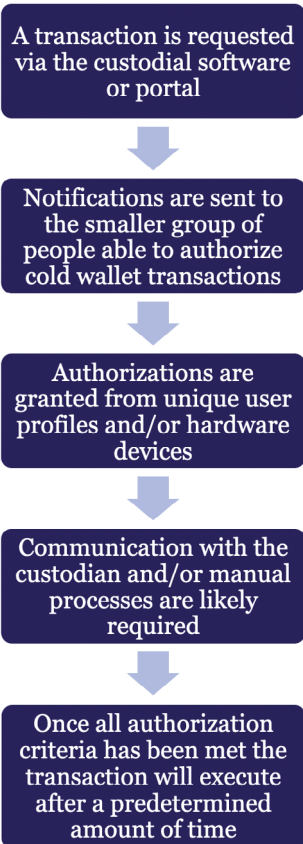 A transaction is requested
via the custodial software
or portal
Notifications are sent to
the smaller group of
people able to authorize
cold wallet transactions
Authorizations are
granted from unique user
profiles and/or hardware
devices
Communication with the
custodian and/or manual
processes are likely
required
Once all authorization
criteria has been met the
transaction will execute
after a predetermined
amount of time